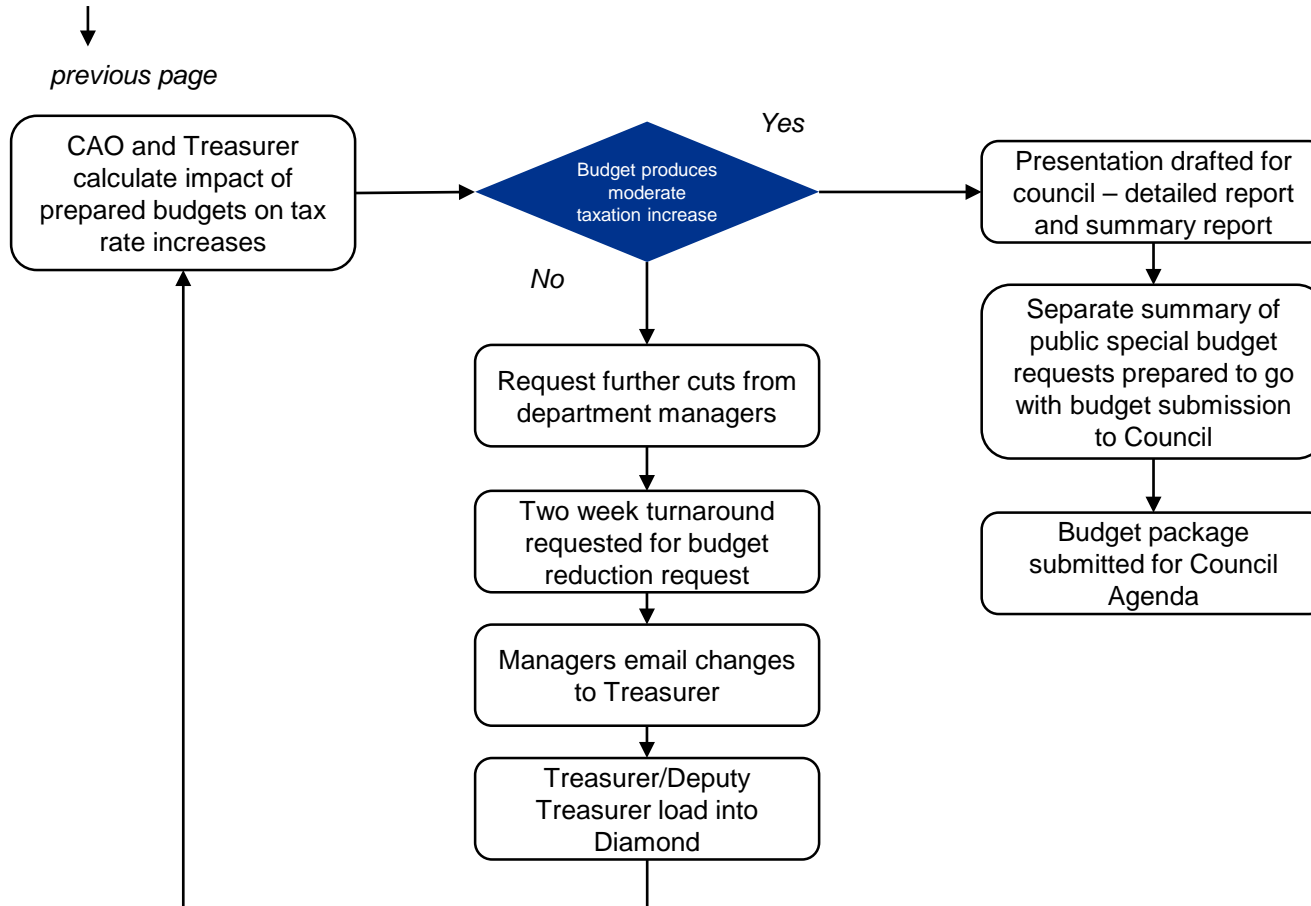 previous page
CAO and Treasurer
calculate impact of
prepared budgets on tax
rate increases
Budget produces
moderate
taxation increase
Yes
No
Presentation drafted for
council – detailed report
and summary report
Separate summary of
public special budget
requests prepared to go
with budget submission
to Council
Budget package
submitted for Council
Agenda
Request further cuts from
department managers
Two week turnaround
requested for budget
reduction request
Managers email changes
to Treasurer
Treasurer/Deputy
Treasurer load into
Diamond